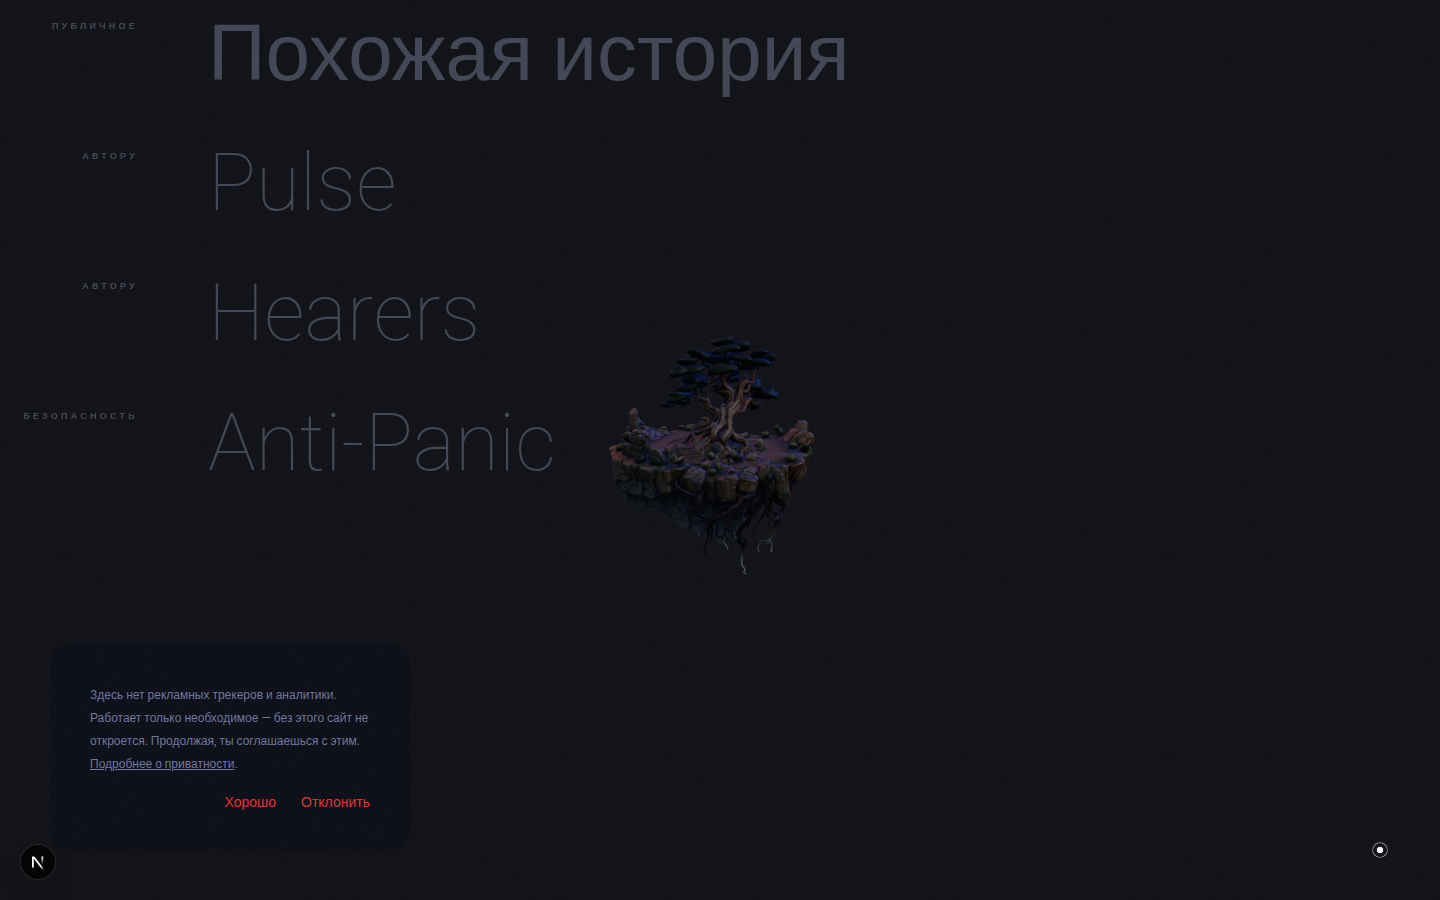 ПУБЛИЧНОЕ
Похожая история
АВТОРУ
Pulse
АВТОРУ
Hearers
БЕЗОПАСНОСТЬ
Anti-Panic
Здесь нет рекламных трекеров и аналитики.
Работает только необходимое — без этого сайт не
откроется. Продолжая, ты соглашаешься с этим.
Подробнее о приватности.
Хорошо Отклонить
N